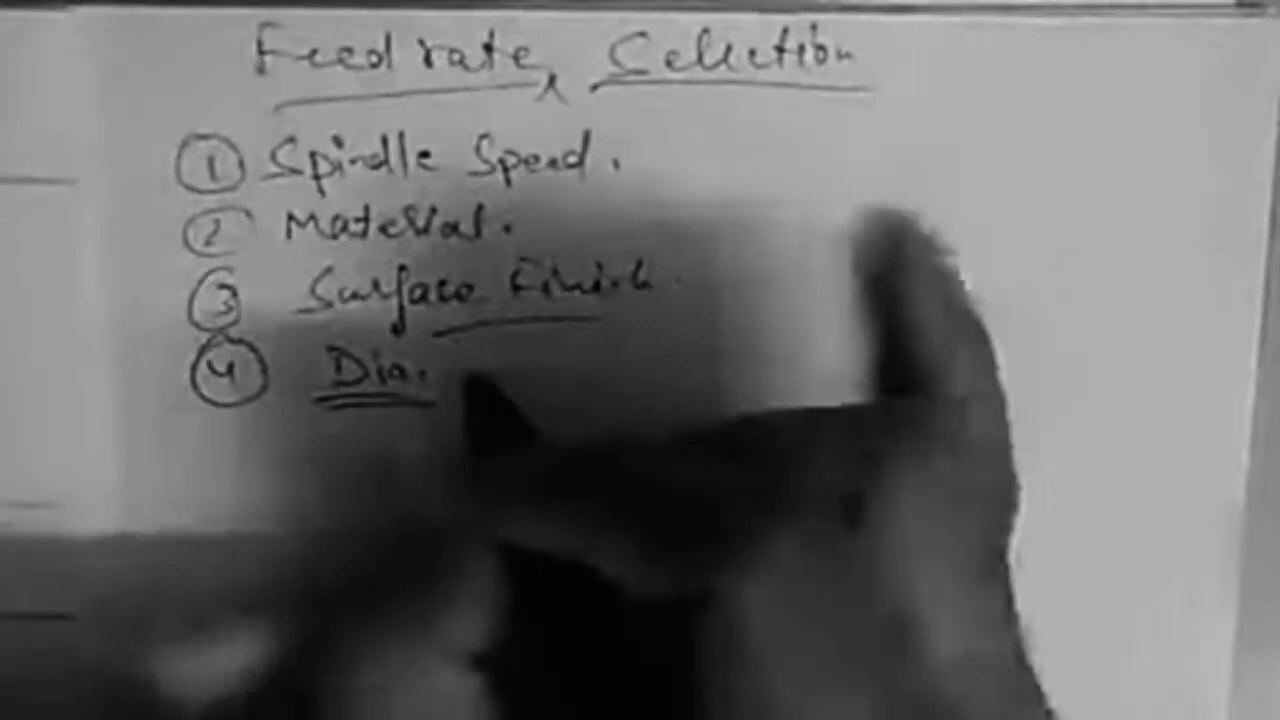 Feed rate, Selection
① Spindle Speed.
② Material.
③ Surface Finish.
④ Dia.